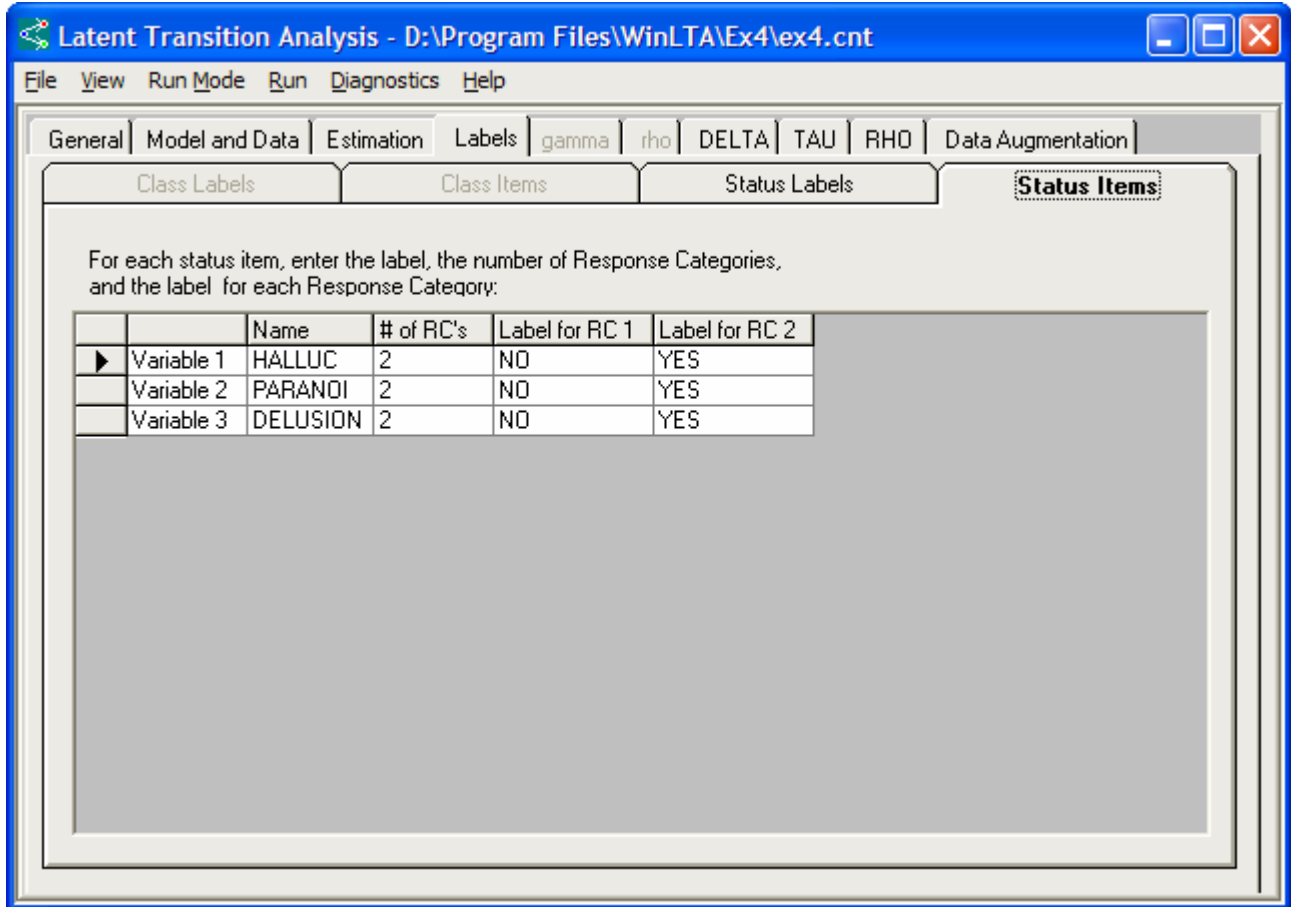 Latent Transition Analysis - D:\Program Files\WinLTA\Ex4\ex4.cnt
File View Run Mode Run Diagnostics Help
General Model and Data Estimation Labels gamma rho DELTA TAU RHO Data Augmentation
Class Labels Class Items Status Labels Status Items
For each status item, enter the label, the number of Response Categories,
and the label for each Response Category:
Name # of RC's Label for RC 1 Label for RC 2
Variable 1 HALLUC 2 NO YES
Variable 2 PARANOI 2 NO YES
Variable 3 DELUSION 2 NO YES